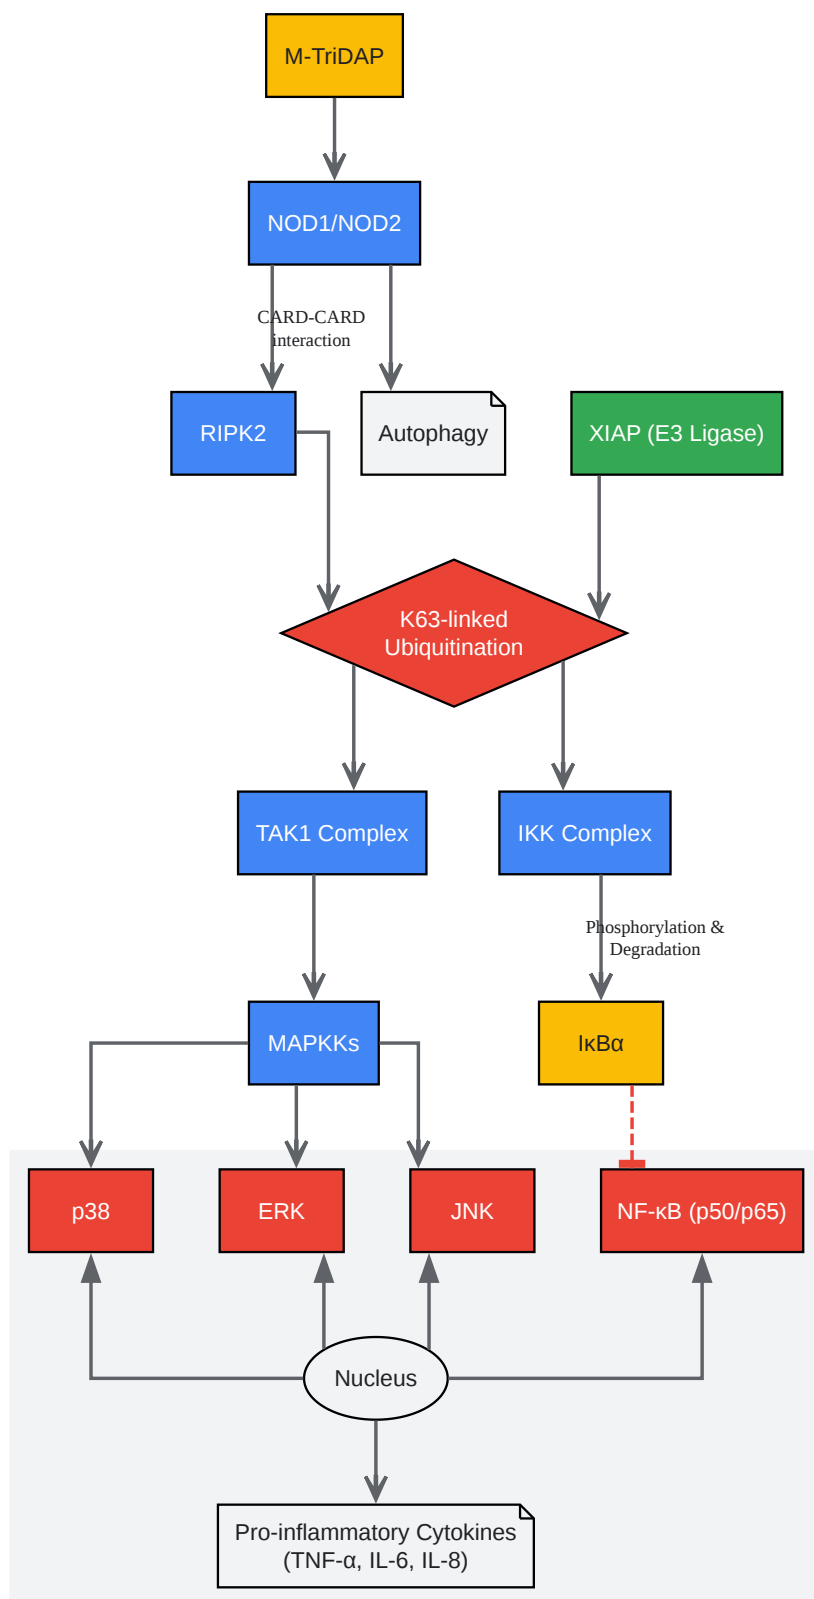 M-TriDAP
NOD1/NOD2
CARD-CARD
interaction
RIPK2
Autophagy
XIAP (E3 Ligase)
K63-linked
Ubiquitination
TAK1 Complex
IKK Complex
Phosphorylation &
Degradation
MAPKKs
IκBα
p38
ERK
JNK
NF-κB (p50/p65)
Nucleus
Pro-inflammatory Cytokines
(TNF-α, IL-6, IL-8)